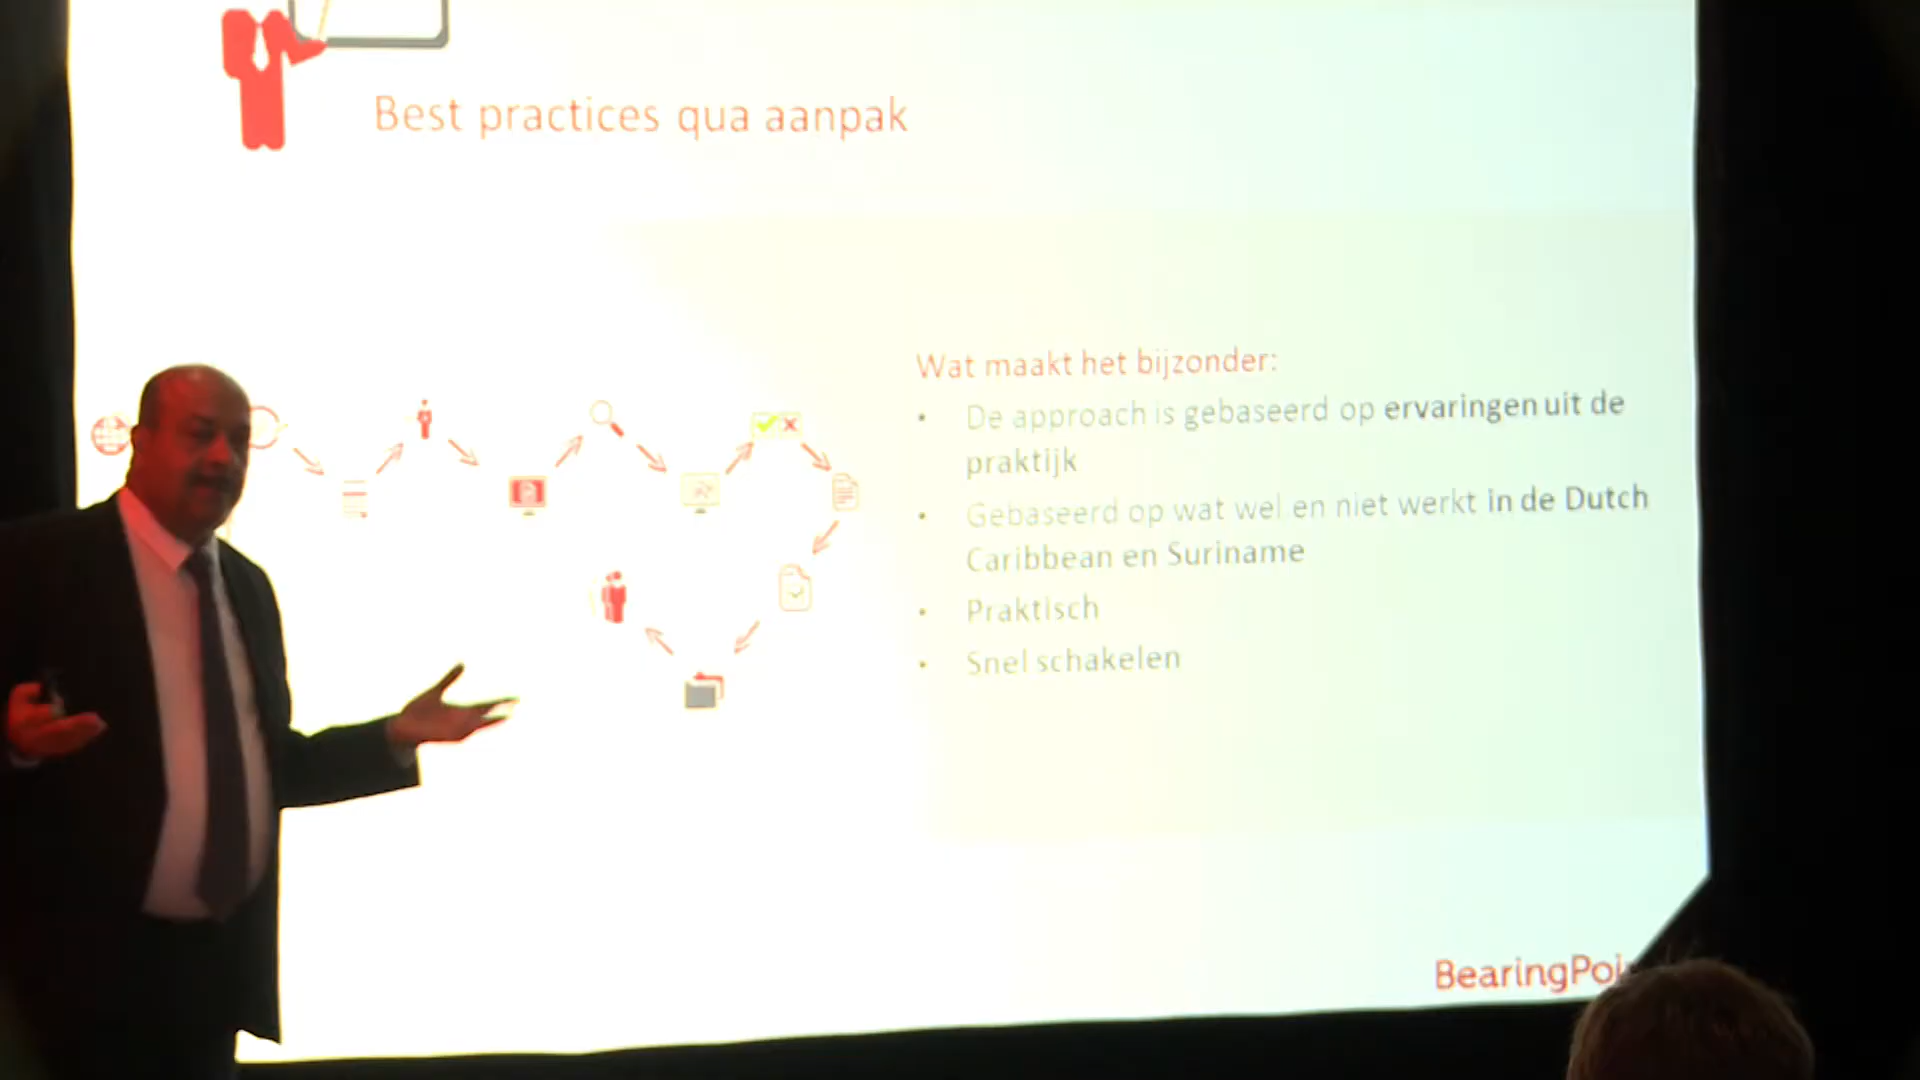 Best practices qua aanpak
Wat maakt het bijzonder:
• De approach is gebaseerd op ervaringen uit de
praktijk
• Gebaseerd op wat wel en niet werkt in de Dutch
Caribbean en Suriname
• Praktisch
• Snel schakelen
BearingPoi